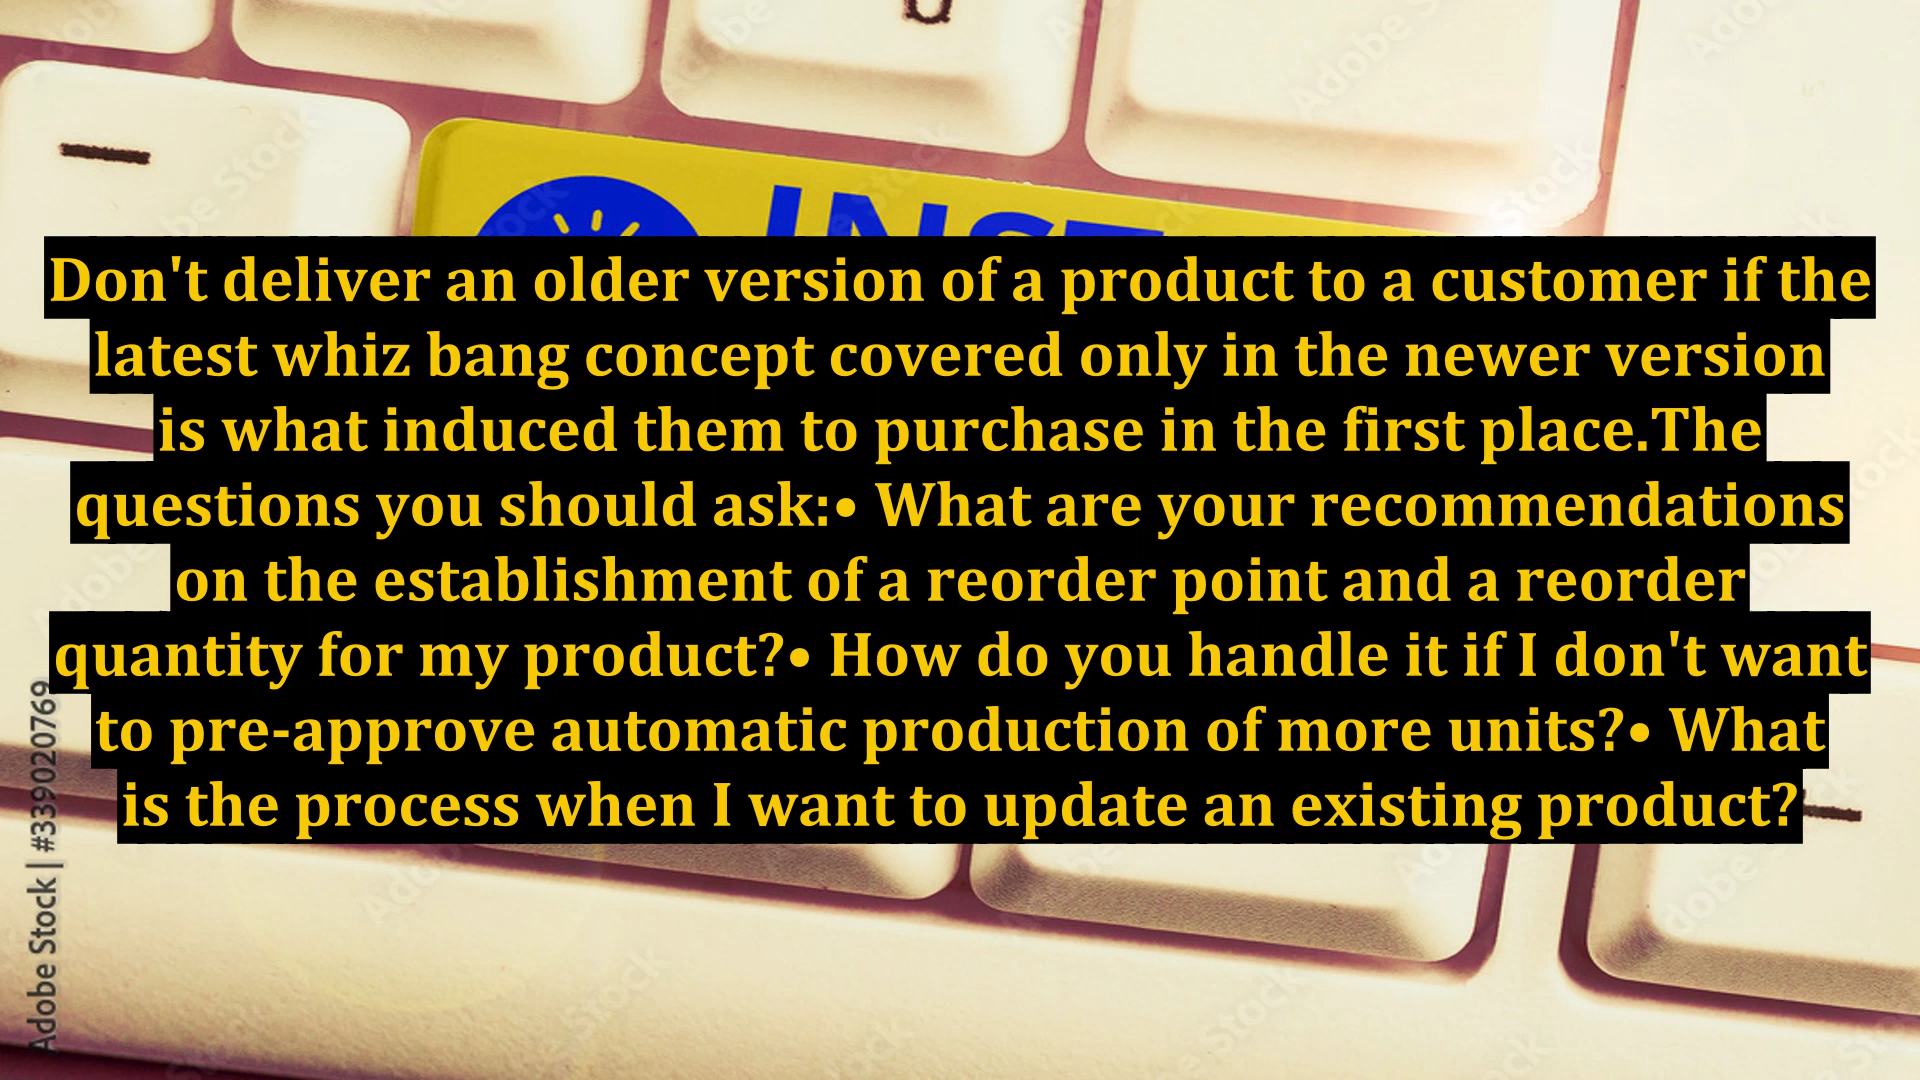 Don't deliver an older version of a product to a customer if the
latest whiz bang concept covered only in the newer version
is what induced them to purchase in the first place.The
questions you should ask:• What are your recommendations
on the establishment of a reorder point and a reorder
quantity for my product?• How do you handle it if I don't want
to pre-approve automatic production of more units?• What
is the process when I want to update an existing product?
Adobe Stock | #339020769